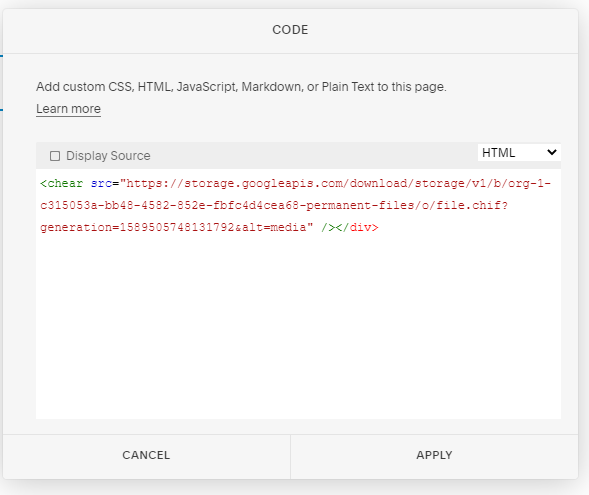 CODE
Add custom CSS, HTML, JavaScript, Markdown, or Plain Text to this page.
Learn more
Display Source
HTML
<chear src="https://storage.googleapis.com/download/storage/v1/b/org-1-
c315053a-bb48-4582-852e-fbfc4d4cea68-permanent-files/o/file.chif?
generation=1589505748131792&alt=media" /></div>
CANCEL
APPLY